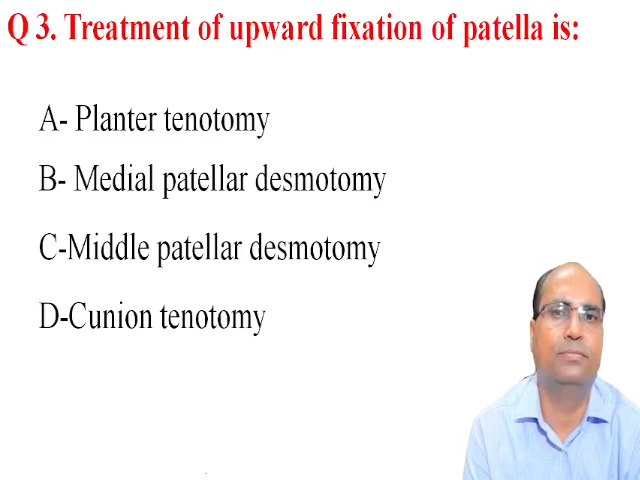 Q 3. Treatment of upward fixation of patella is:
A- Planter tenotomy
B- Medial patellar desmotomy
C-Middle patellar desmotomy
D-Cunion tenotomy